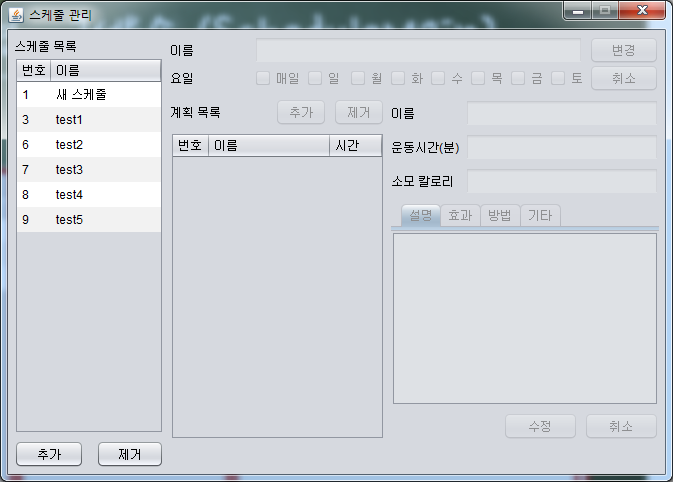 스케줄 관리
스케줄 목록
번호 이름
1 새 스케줄
3 test1
6 test2
7 test3
8 test4
9 test5
추가 제거
이름 변경
요일 매일 일 월 화 수 목 금 토 취소
계획 목록 추가 제거
번호 이름 시간
이름
운동시간(분)
소모 칼로리
설명 효과 방법 기타
수정 취소